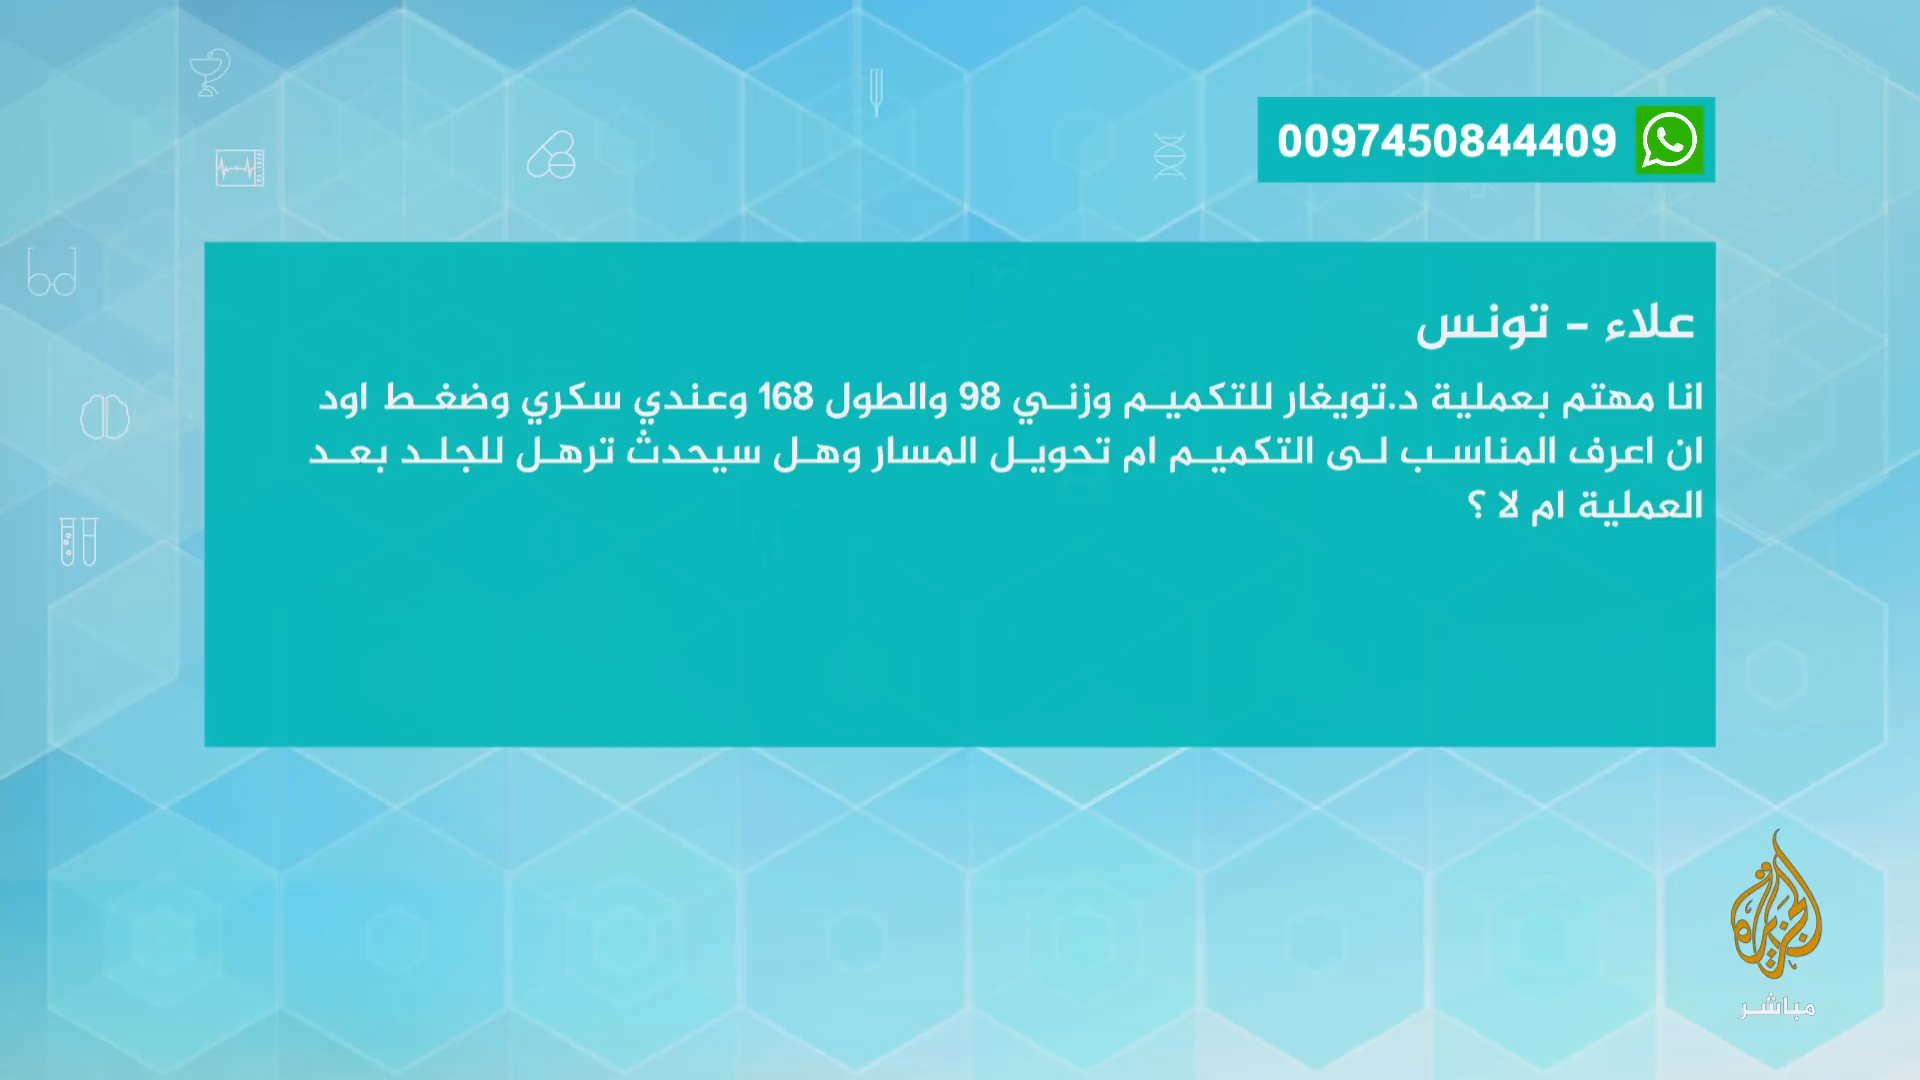 0097450844409
علاء - تونس
انا مهتم بعملية د.تويغار للتكميم وزني 98 والطول 168 وعندي سكري وضغط اود
ان اعرف المناسب لى التكميم ام تحويل المسار وهل سيحدث ترهل للجلد بعد
العملية ام لا ؟
الجزيرة
مباشر